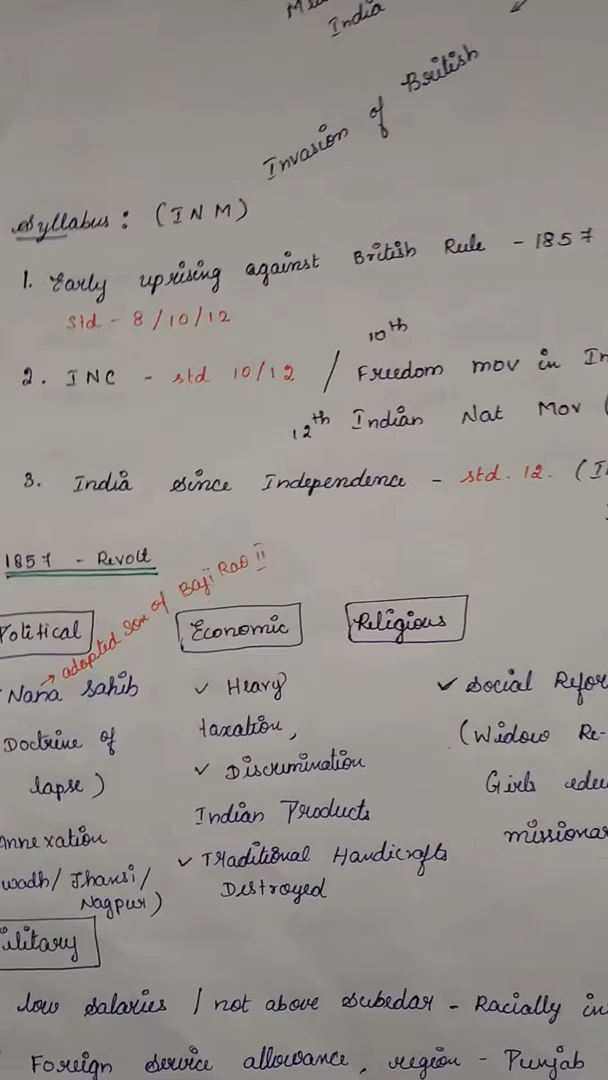 India
Invasion of British
Syllabus: (INM)
1. Early uprising against British Rule - 1857
Std - 8/10/12
2. INC - std 10/12 / 10th Freedom mov in
12th Indian Nat Mov (
3. India since Independence - std. 12. (
1857 - Revolt
adopted son of Baji Rao II
Political
Economic
Religious
Nana Sahib
Doctrine of
lapse)
Annexation
Jhansi/
Nagpur)
✓ Heavy
taxation,
✓ Discrimination
Indian Products
✓ Traditional Handicrafts
Destroyed
✓ Social Refor
(Widow Re-
Girls edu
missionar
ilitary
low salaries / not above subedar - Racially
Foreign service allowance, region - Punjab